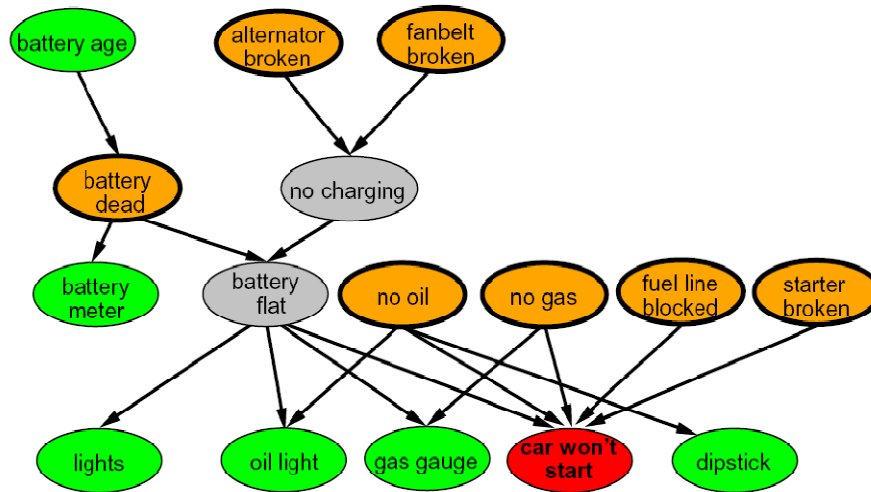 battery age
alternator
broken
fanbelt
broken
battery
dead
no charging
battery
meter
battery
flat
no oil
no gas
fuel line
blocked
starter
broken
lights
oil light
gas gauge
car won't
start
dipstick